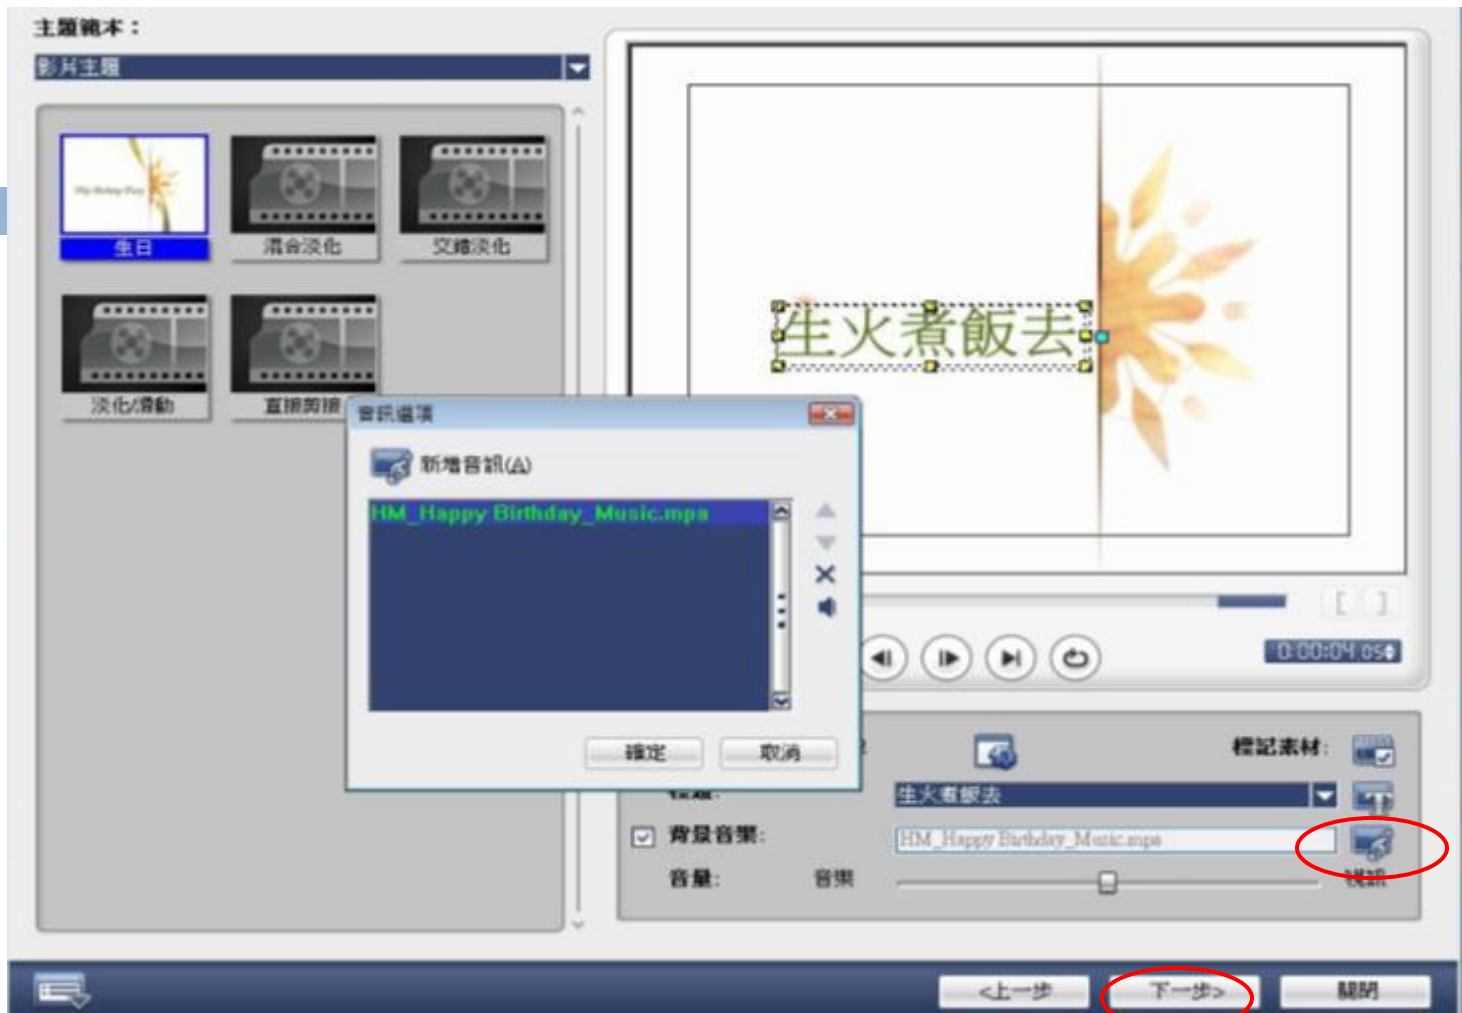 主題範本：
影片主題
生日
混合淡化
交錯淡化
淡化/滑動
直接剪接
生火煮飯去
音訊選項
新增音訊(A)
HM_Happy Birthday_Music.mpa
確定
取消
[ ]
0:00:04.05
標記素材:
標題:
生火煮飯去
背景音樂:
HM_Happy Birthday_Music.mpa
音量:
音樂
視訊
<上一步
下一步>
關閉